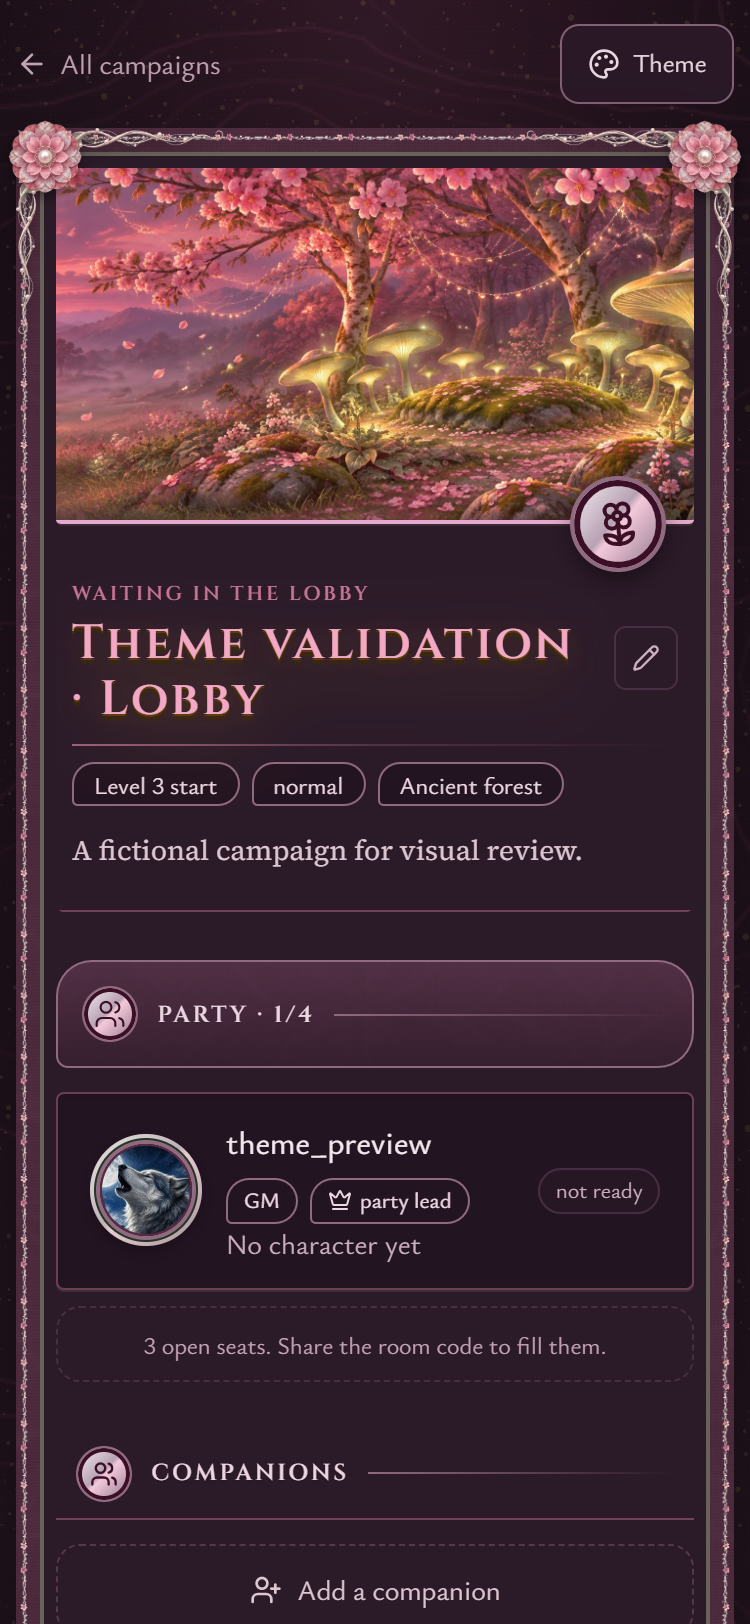 All campaigns
Theme
WAITING IN THE LOBBY
THEME VALIDATION
· LOBBY
Level 3 start
normal
Ancient forest
A fictional campaign for visual review.
PARTY · 1/4
theme_preview
GM
party lead
not ready
No character yet
3 open seats. Share the room code to fill them.
COMPANIONS
Add a companion